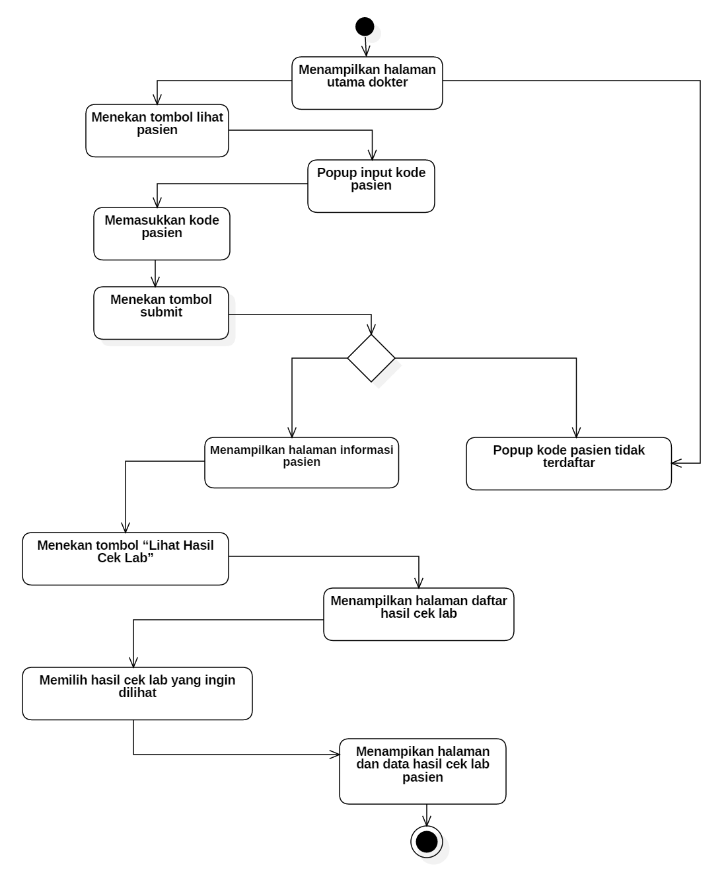 Menampilkan halaman
utama dokter
Menekan tombol lihat
pasien
Popup input kode
pasien
Memasukkan kode
pasien
Menekan tombol
submit
Menampilkan halaman informasi
pasien
Popup kode pasien tidak
terdaftar
Menekan tombol “Lihat Hasil
Cek Lab”
Menampilkan halaman daftar
hasil cek lab
Memilih hasil cek lab yang ingin
dilihat
Menampikan halaman
dan data hasil cek lab
pasien